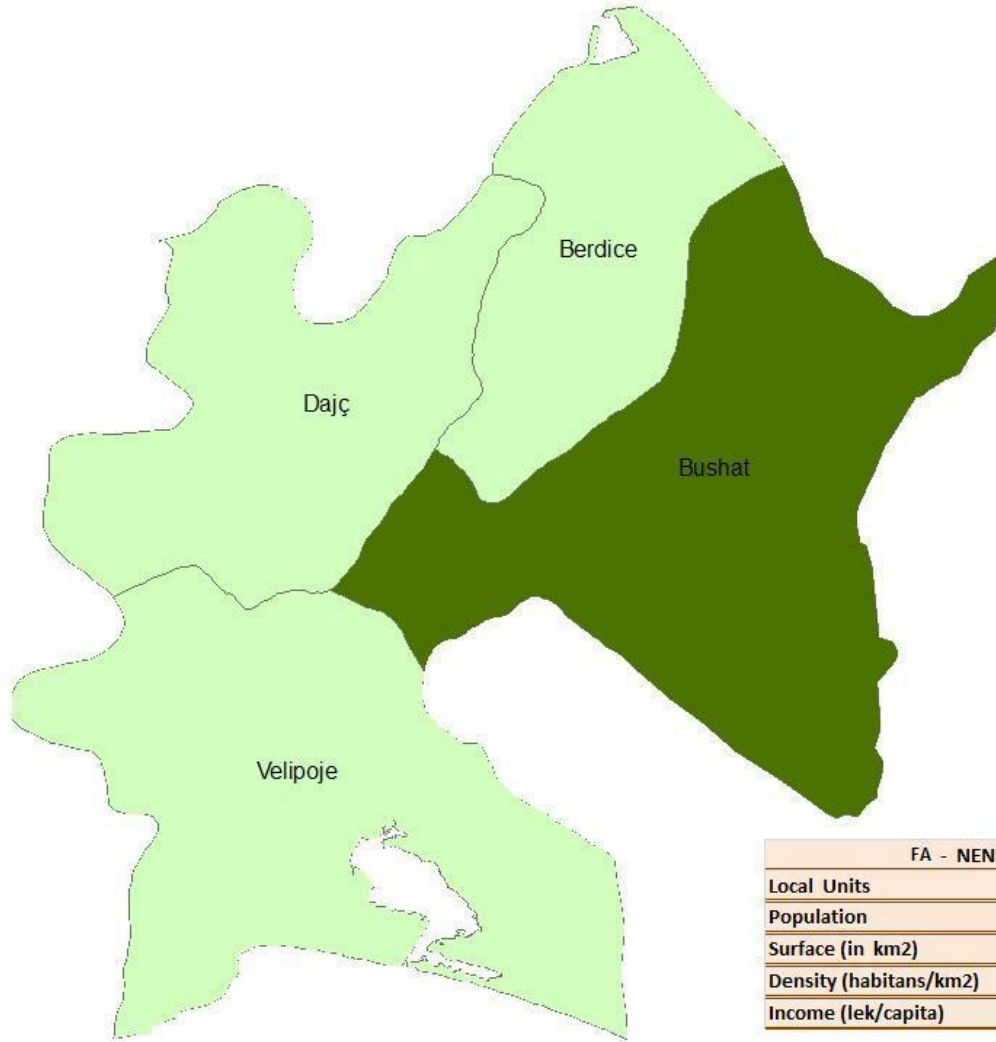 Berdice
Dajç
Bushat
Velipoje
FA - NEN
Local Units
Population
Surface (in km2)
Density (habitans/km2)
Income (lek/capita)